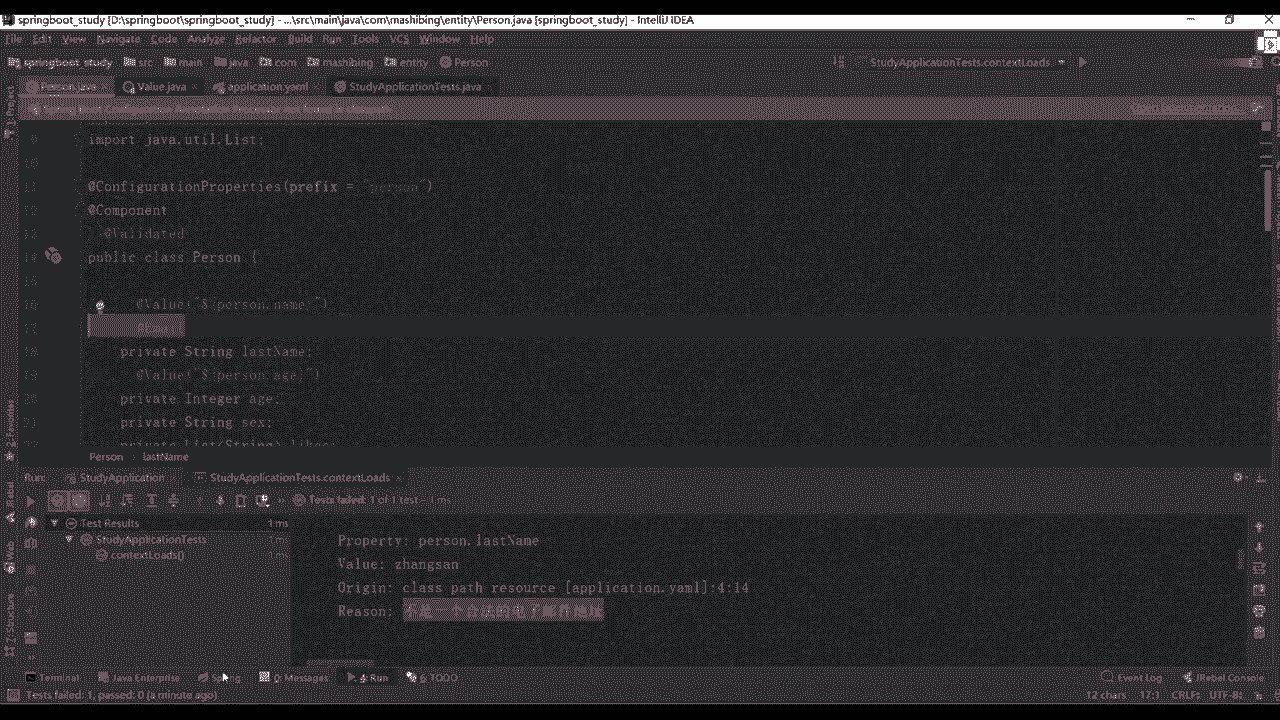 springboot_study [D:\springboot\springboot_study] - ...\src\main\java\com\mashibing\entity\Person.java [springboot_study] - IntelliJ IDEA
File Edit View Navigate Code Analyze Refactor Build Run Tools VCS Window Help
springboot_study src main java com mashibing entity Person StudyApplicationTests.contextLoads
Person.java Value.java application.yaml StudyApplicationTests.java
1: Project
9 import java.util.List;
10
11 @ConfigurationProperties(prefix = "person")
12 @Component
13 //@Validated
14 public class Person {
15
16 @Value("${person.name}")
17 @Email
18 private String lastName;
19 // @Value("${person.age}")
20 private Integer age;
21 private String sex;
22 private List<String> likes;
2: Favorites
Person lastName
Run: StudyApplication StudyApplicationTests.contextLoads
Tests failed: 1 of 1 test – 1 ms
Test Results 1 ms
StudyApplicationTests 1 ms
contextLoads() 1 ms
Property: person.lastName
Value: zhangsan
Origin: class path resource [application.yaml]:4:14
Reason: 不是一个合法的电子邮件地址
JRebel
Web
7: Structure
Terminal Java Enterprise Spring 0: Messages 4: Run 6: TODO Event Log JRebel Console
Tests failed: 1, passed: 0 (a minute ago) 12 chars 17:1 CRLF UTF-8